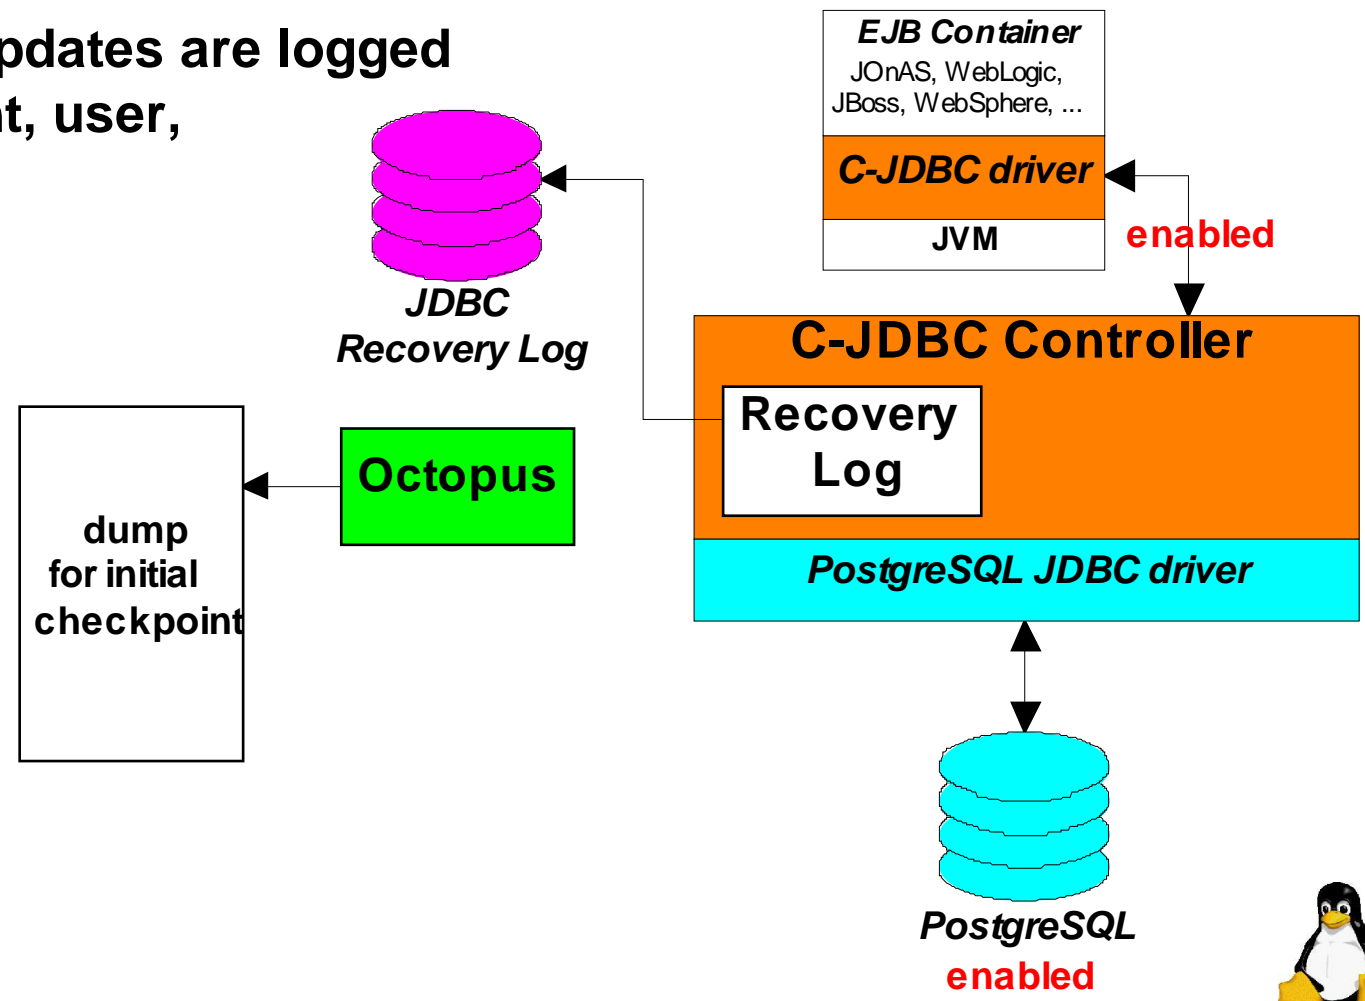 pdates are logged
t, user,
EJB Container
JOnAS, WebLogic,
JBoss, WebSphere, ...
C-JDBC driver
JVM
enabled
JDBC
Recovery Log
C-JDBC Controller
Recovery
Log
Octopus
dump
for initial
checkpoint
PostgreSQL JDBC driver
PostgreSQL
enabled